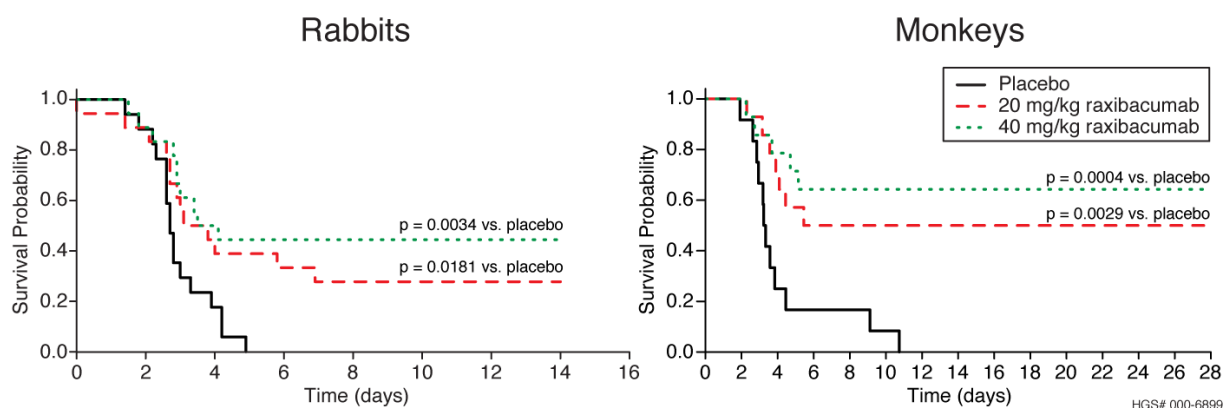 Rabbits
Monkeys
Placebo
20 mg/kg raxibacumab
40 mg/kg raxibacumab
Survival Probability
1.0
0.8
0.6
0.4
0.2
0.0
p = 0.0034 vs. placebo
p = 0.0181 vs. placebo
0 2 4 6 8 10 12 14 16
Time (days)
Survival Probability
1.0
0.8
0.6
0.4
0.2
0.0
p = 0.0004 vs. placebo
p = 0.0029 vs. placebo
0 2 4 6 8 10 12 14 16 18 20 22 24 26 28
Time (days)
HGS# 000-6899